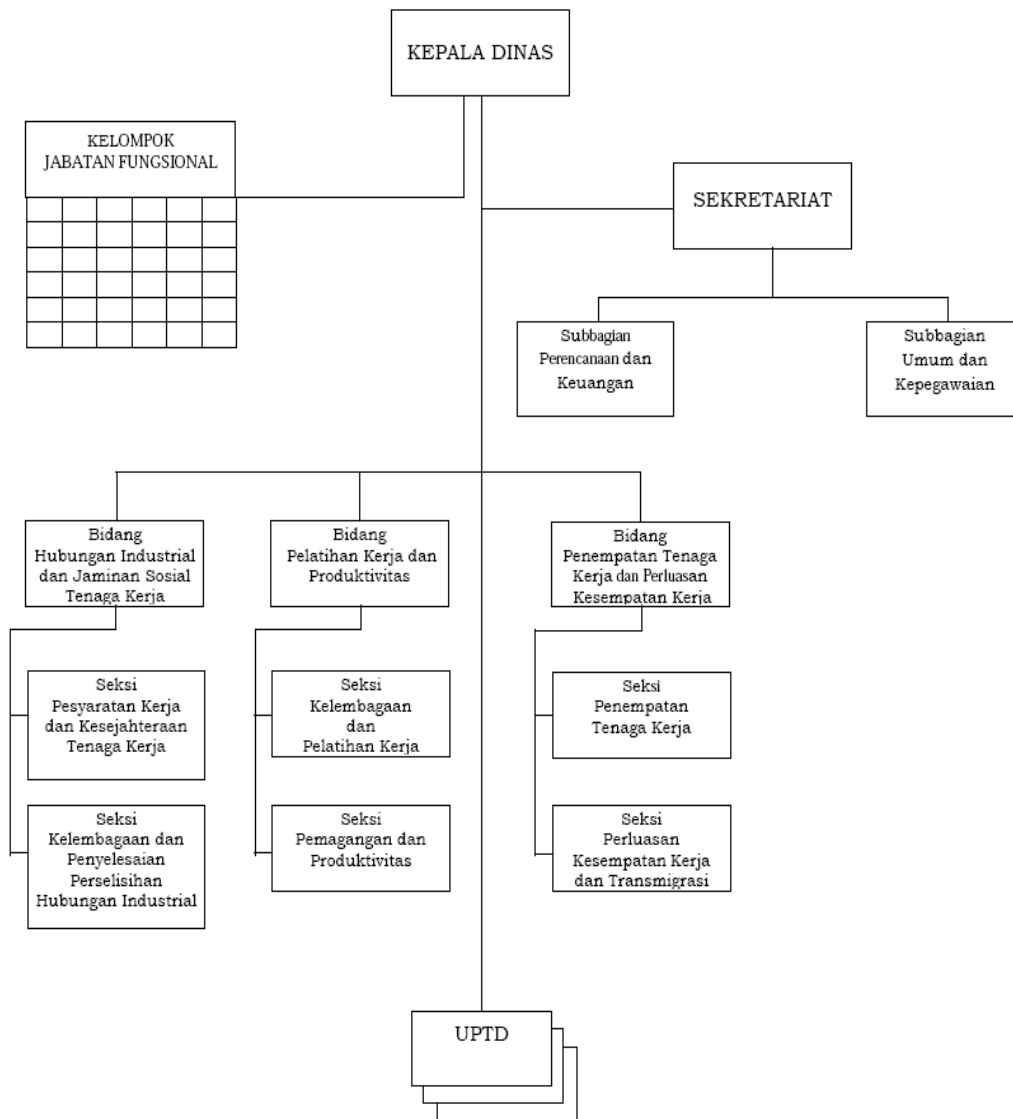 KEPALA DINAS
KELOMPOK
JABATAN FUNGSIONAL
SEKRETARIAT
Subbagian
Perencanaan dan
Keuangan
Subbagian
Umum dan
Kepegawaian
Bidang
Hubungan Industrial
dan Jaminan Sosial
Tenaga Kerja
Bidang
Pelatihan Kerja dan
Produktivitas
Bidang
Penempatan Tenaga
Kerja dan Perluasan
Kesempatan Kerja
Seksi
Pesyaratan Kerja
dan Kesejahteraan
Tenaga Kerja
Seksi
Kelembagaan
dan
Pelatihan Kerja
Seksi
Penempatan
Tenaga Kerja
Seksi
Kelembagaan dan
Penyelesaian
Perselisihan
Hubungan Industrial
Seksi
Pemagangan dan
Produktivitas
Seksi
Perluasan
Kesempatan Kerja
dan Transmigrasi
UPTD